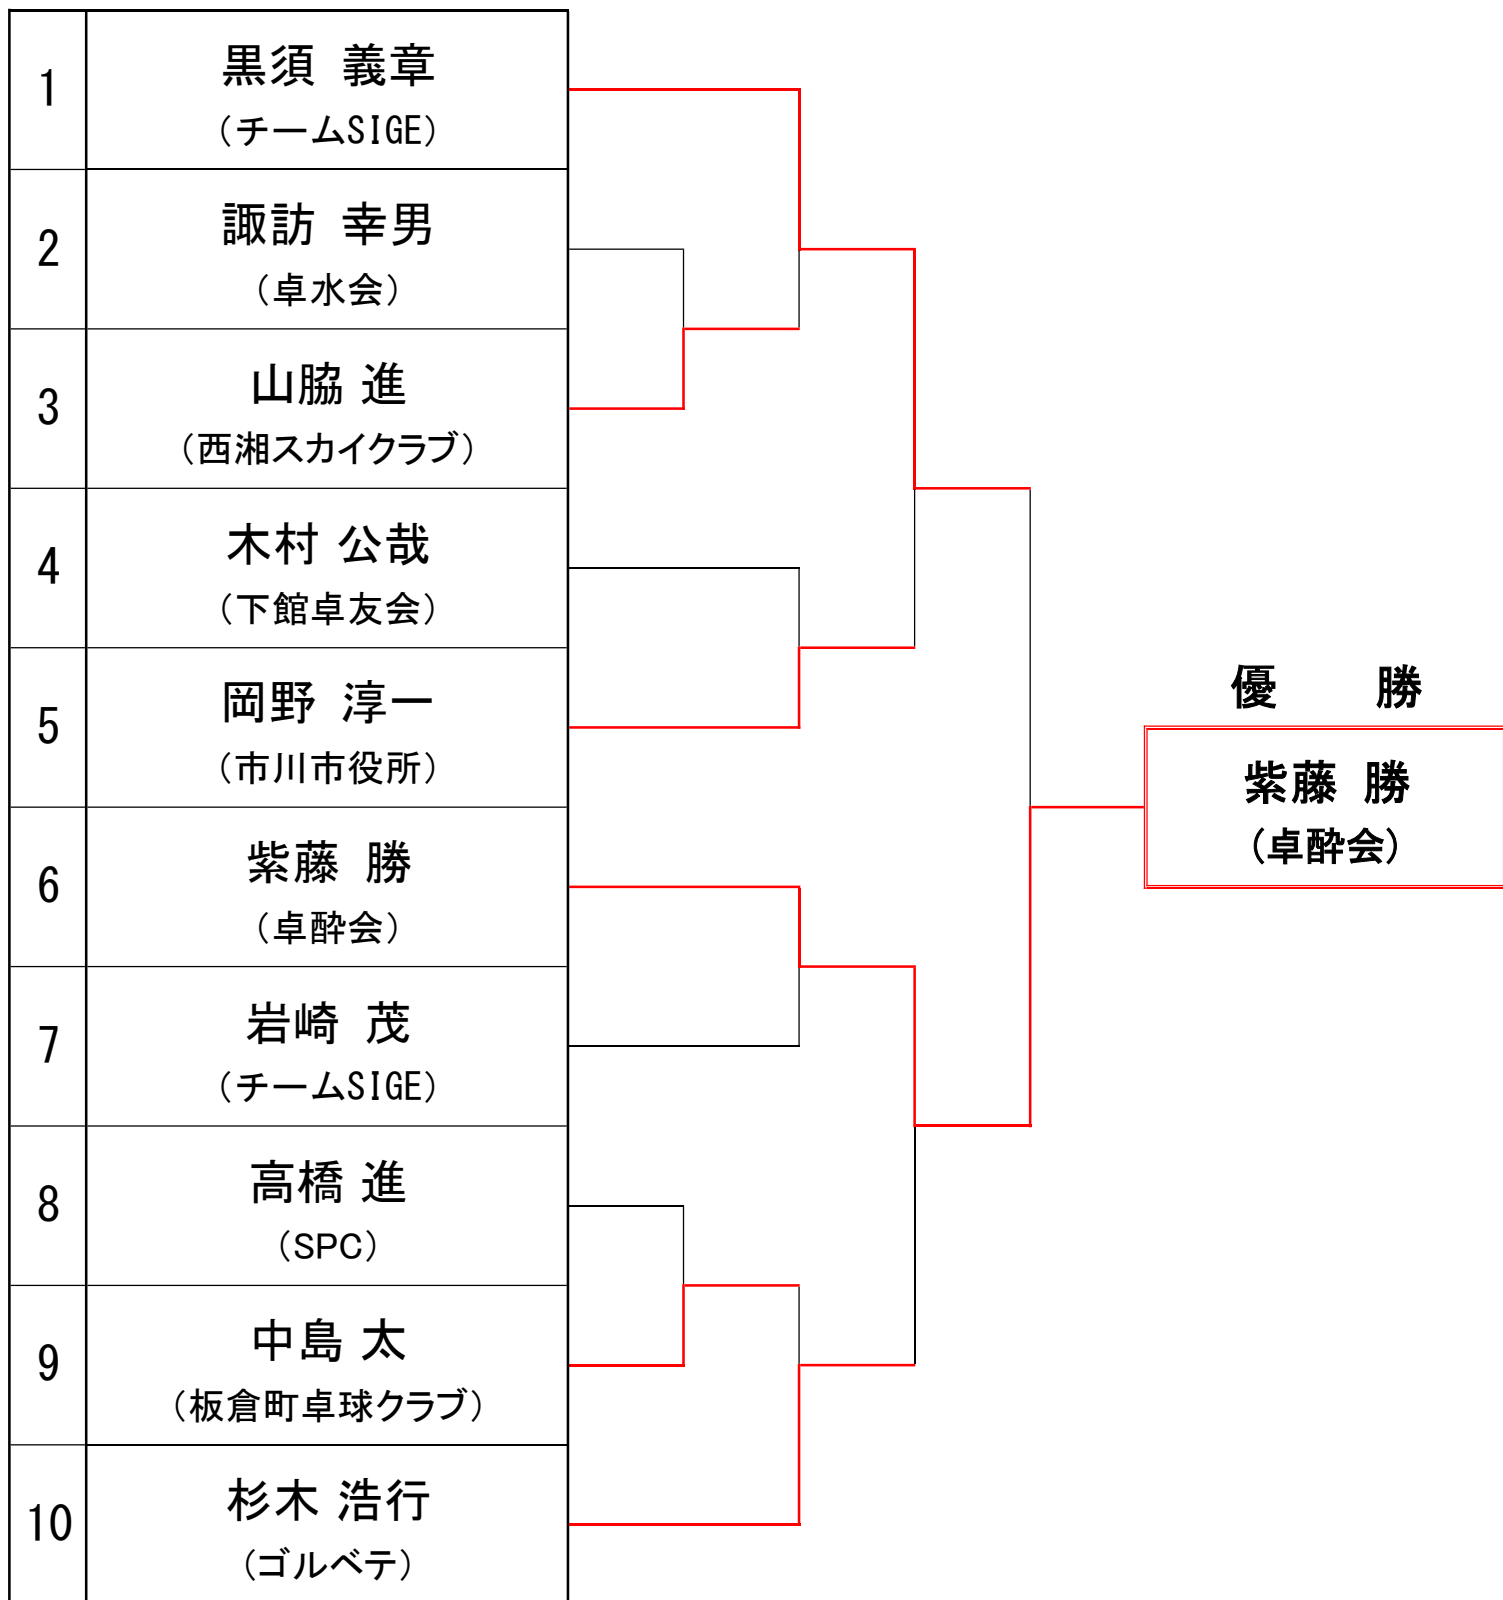 1
黒須 義章
（チームSIGE）
2
諏訪 幸男
（卓水会）
3
山脇 進
（西湘スカイクラブ）
4
木村 公哉
（下館卓友会）
5
岡野 淳一
（市川市役所）
6
紫藤 勝
（卓酔会）
7
岩崎 茂
（チームSIGE）
8
高橋 進
（SPC）
9
中島 太
（板倉町卓球クラブ）
10
杉木 浩行
（ゴルベテ）
優 勝
紫藤 勝
（卓酔会）